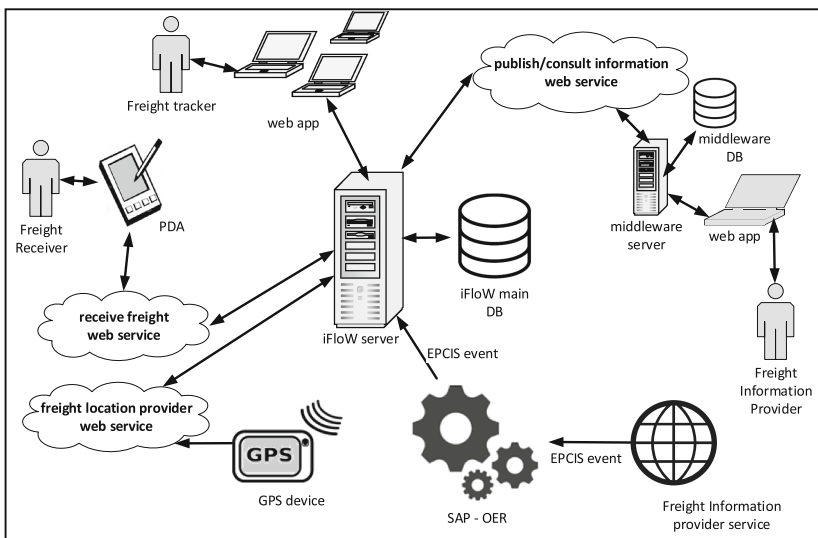 publish/consult information
web service
Freight tracker
web app
middleware
DB
Freight
Receiver
PDA
middleware
server
web app
iFloW main
DB
receive freight
web service
iFloW server
EPCIS event
Freight
Information
Provider
freight location provider
web service
GPS
GPS device
EPCIS event
SAP - OER
Freight Information
provider service